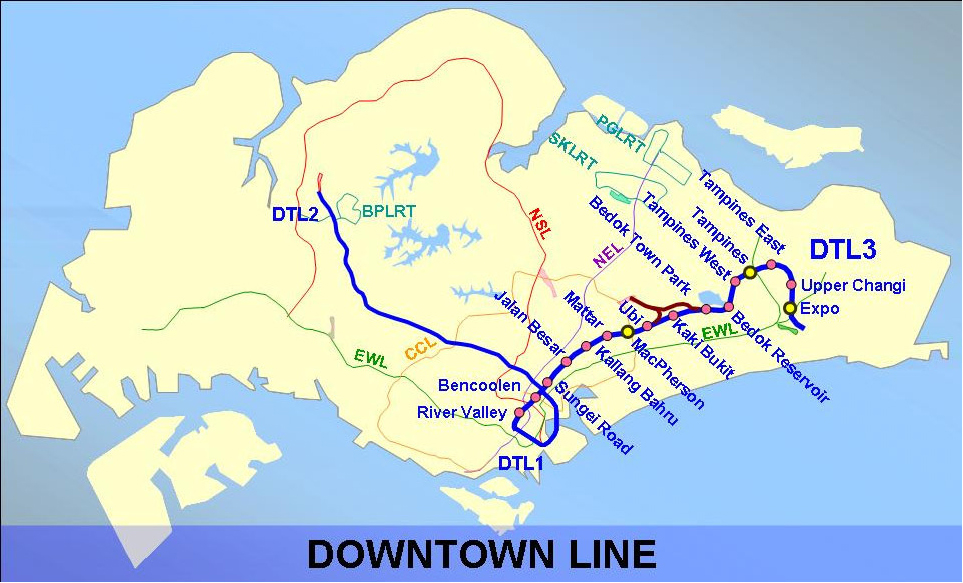 PGLRT
SKLRT
Tampines East
Tampines
Tampines West
Bedok Town Park
DTL2
BPLRT
NSL
NEL
DTL3
Upper Changi
Expo
Jalan Besar
Mattar
Ubi
Kaki Bukit
EWL
Bedok Reservoir
MacPherson
Kallang Bahru
Sungei Road
CCL
EWL
Bencoolen
River Valley
DTL1
DOWNTOWN LINE